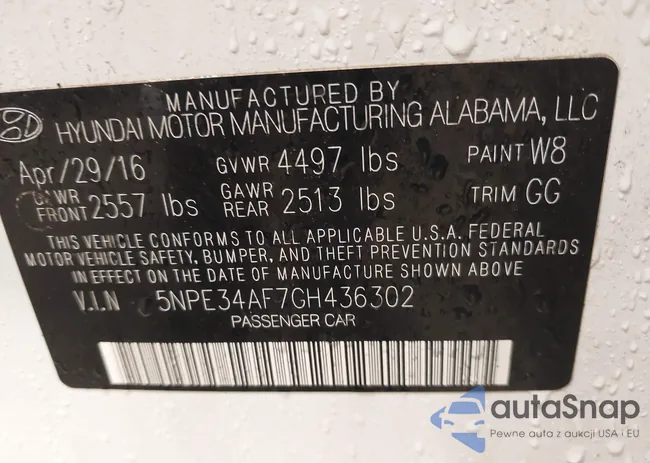 MANUFACTURED BY
HYUNDAI MOTOR MANUFACTURING ALABAMA, LLC
Apr/29/16 GVWR 4497 lbs PAINT W8
GAWR FRONT 2557 lbs GAWR REAR 2513 lbs TRIM GG
THIS VEHICLE CONFORMS TO ALL APPLICABLE U.S.A. FEDERAL
MOTOR VEHICLE SAFETY, BUMPER, AND THEFT PREVENTION STANDARDS
IN EFFECT ON THE DATE OF MANUFACTURE SHOWN ABOVE
V.I.N 5NPE34AF7GH436302
PASSENGER CAR
autaSnap
Pewne auta z aukcji USA i EU